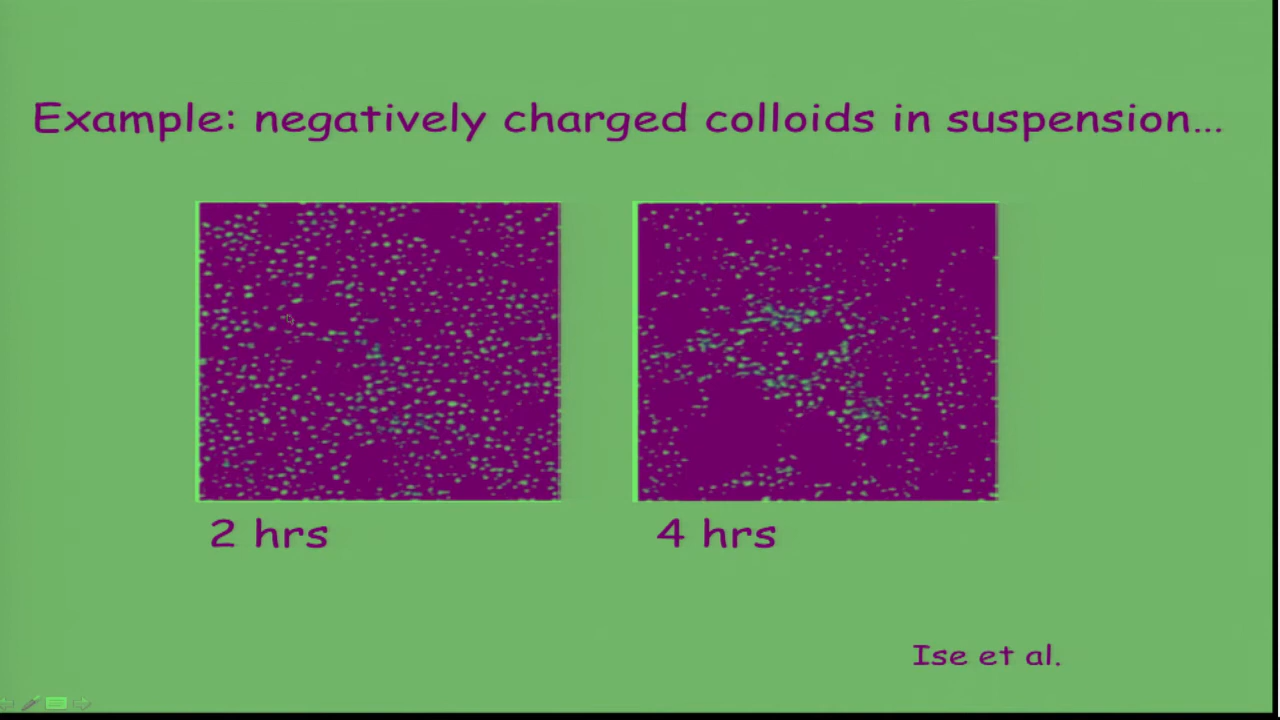 Example: negatively charged colloids in suspension...
2 hrs
4 hrs
Ise et al.